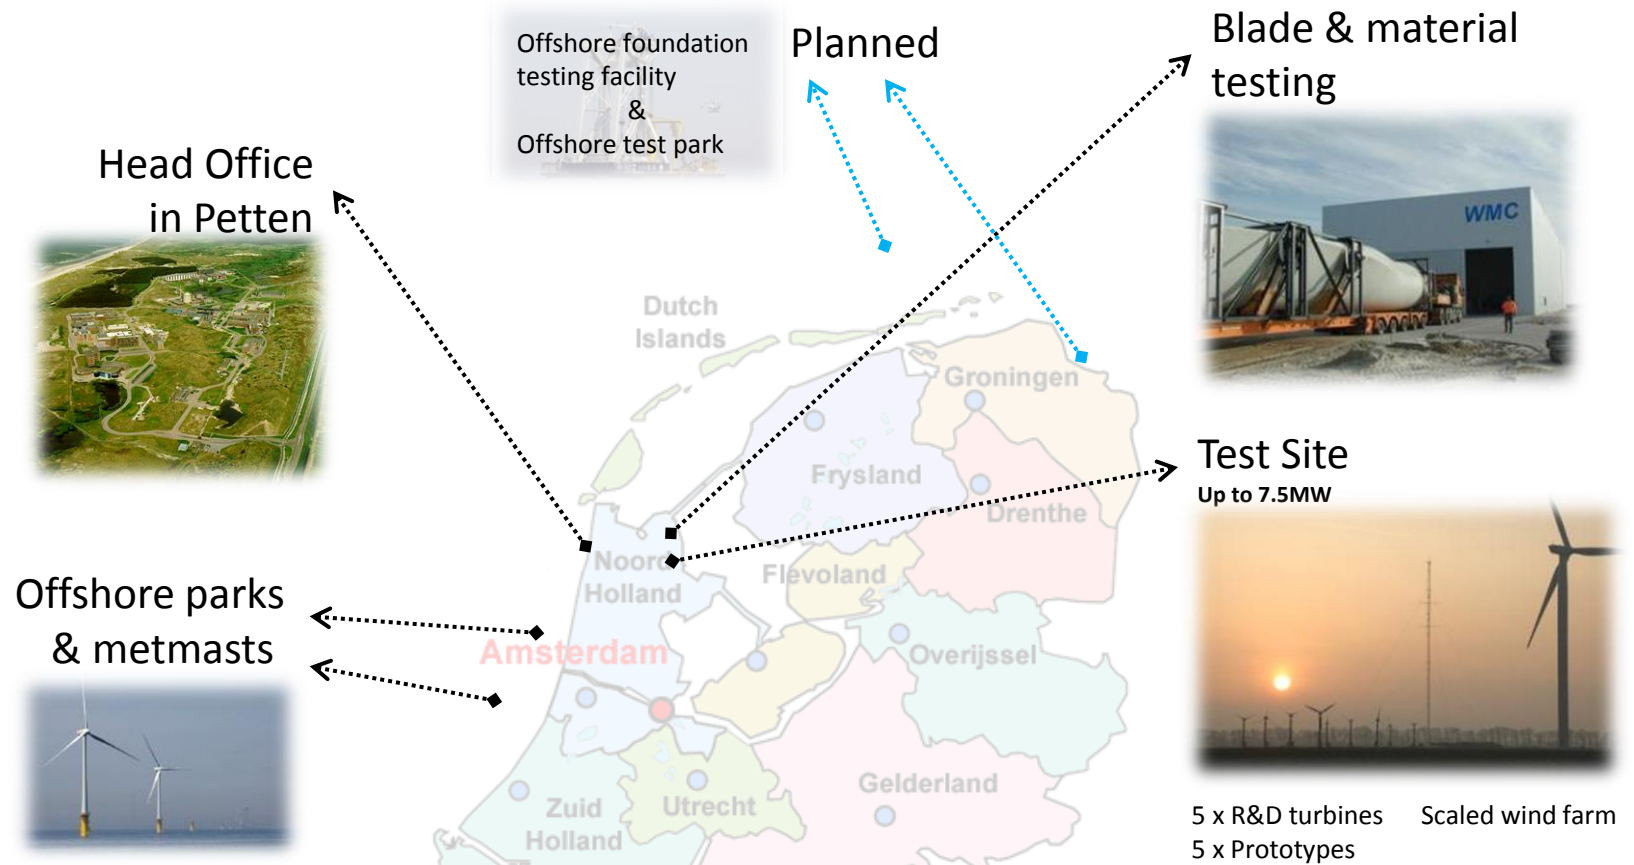 Offshore foundation
testing facility
&
Offshore test park
Planned
Blade & material
testing
WMC
Head Office
in Petten
Dutch
Islands
Groningen
Frysland
Drenthe
Test Site
Up to 7.5MW
Noord
Holland
Flevoland
Offshore parks
& metmasts
Amsterdam
Overijssel
Gelderland
Zuid
Holland
Utrecht
5 x R&D turbines
Scaled wind farm
5 x Prototypes